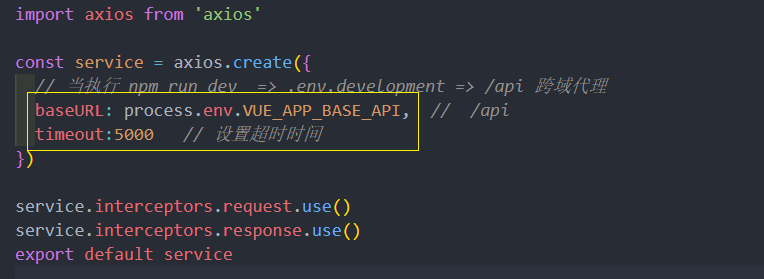 import axios from 'axios'
const service = axios.create({
// 当执行 npm run dev => .env.development => /api 跨域代理
baseURL: process.env.VUE_APP_BASE_API, // /api
timeout:5000 // 设置超时时间
})
service.interceptors.request.use()
service.interceptors.response.use()
export default service